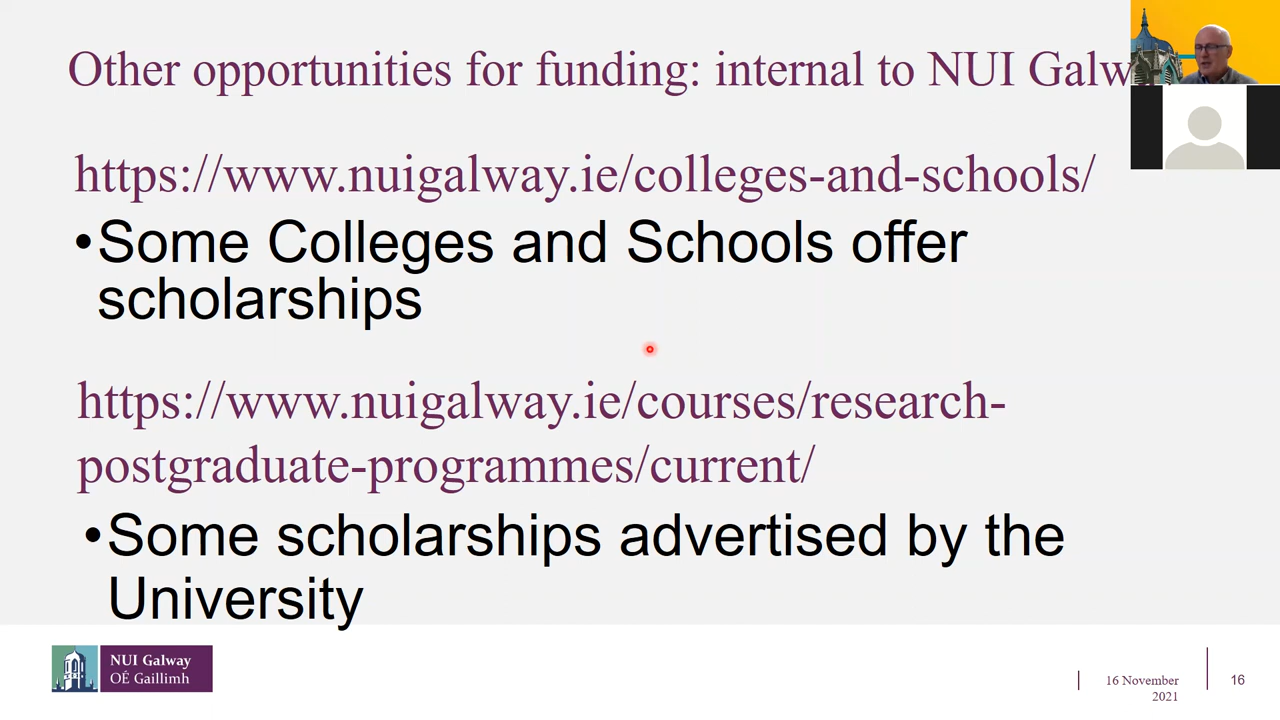 Other opportunities for funding: internal to NUI Galw
https://www.nuigalway.ie/colleges-and-schools/
•Some Colleges and Schools offer
scholarships
https://www.nuigalway.ie/courses/research-
postgraduate-programmes/current/
•Some scholarships advertised by the
University
NUI Galway
OÉ Gaillimh
16 November
2021
16